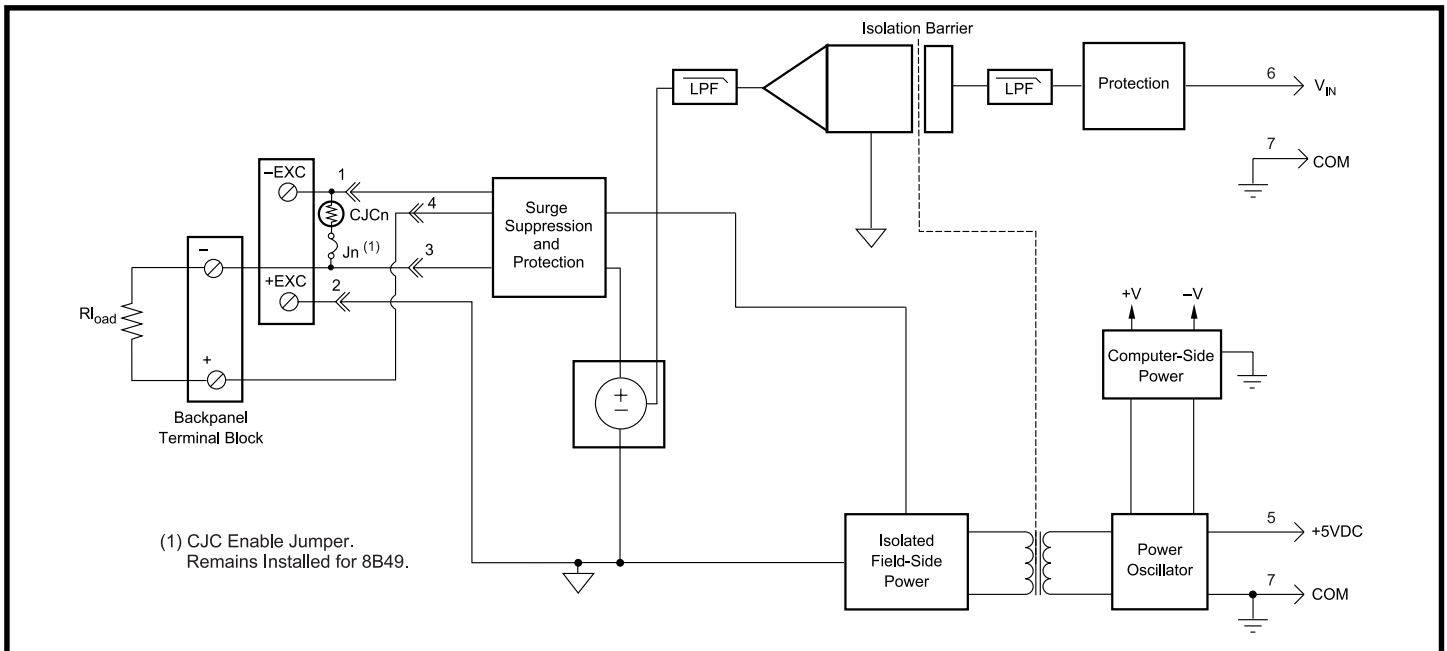 Isolation Barrier
LPF
LPF
Protection
6
VIN
7
COM
–EXC
1
CJCn
4
Jn (1)
3
+EXC
2
Surge
Suppression
and
Protection
–
+
Rload
Backpanel
Terminal Block
+
–
+V
–V
Computer-Side
Power
(1) CJC Enable Jumper.
Remains Installed for 8B49.
Isolated
Field-Side
Power
Power
Oscillator
5
+5VDC
7
COM